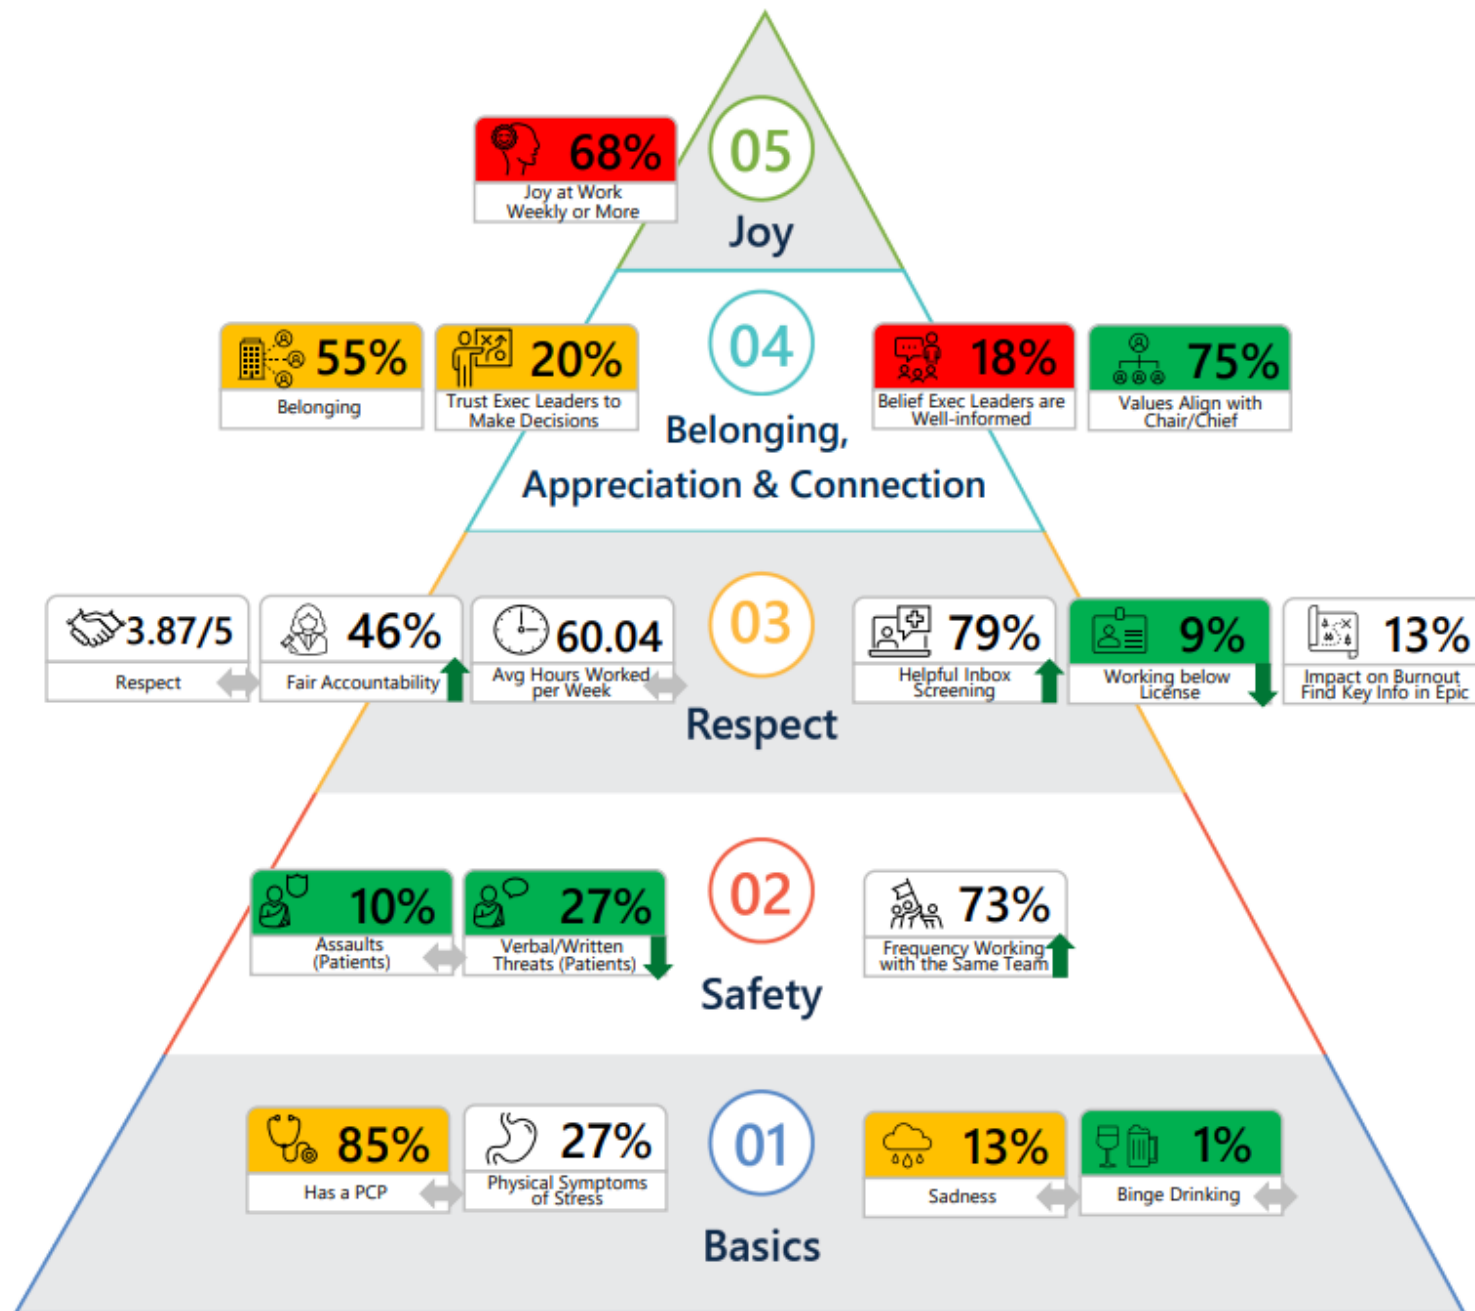 05
68%
Joy at Work
Weekly or More
Joy
04
55%
Belonging
20%
Trust Exec Leaders to
Make Decisions
18%
Belief Exec Leaders are
Well-informed
75%
Values Align with
Chair/Chief
Belonging,
Appreciation & Connection
03
3.87/5
Respect
46%
Fair Accountability
60.04
Avg Hours Worked
per Week
79%
Helpful Inbox
Screening
9%
Working below
License
13%
Impact on Burnout
Find Key Info in Epic
Respect
02
10%
Assaults
(Patients)
27%
Verbal/Written
Threats (Patients)
73%
Frequency Working
with the Same Team
Safety
01
85%
Has a PCP
27%
Physical Symptoms
of Stress
13%
Sadness
1%
Binge Drinking
Basics